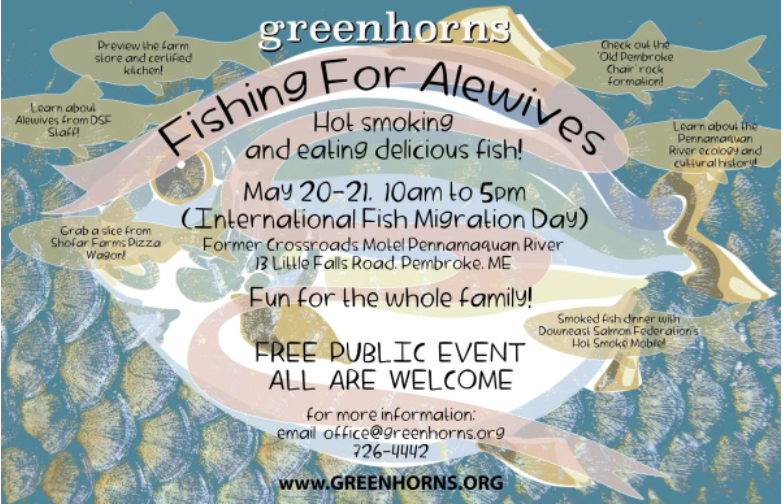 greenhorns
Fishing For Alewives
Preview the farm
store and certified
kitchen!
Check out the
'Old Pembroke
Chair' rock
formation!
Learn about
Alewives from DSF
Staff!
Learn about the
Pennamaquan
River ecology and
cultural history!
Hot smoking
and eating delicious fish!
May 20-21. 10am to 5pm
(International Fish Migration Day)
Former Crossroads Motel Pennamaquan River
13 Little Falls Road. Pembroke. ME
Grab a slice from
Shofar Farms Pizza
Wagon!
Fun for the whole family!
Smoked fish dinner with
Downeast Salmon Federation's
Hot Smoke Mobile!
FREE PUBLIC EVENT
ALL ARE WELCOME
for more information:
email office@greenhorns.org
726-4442
www.GREENHORNS.ORG